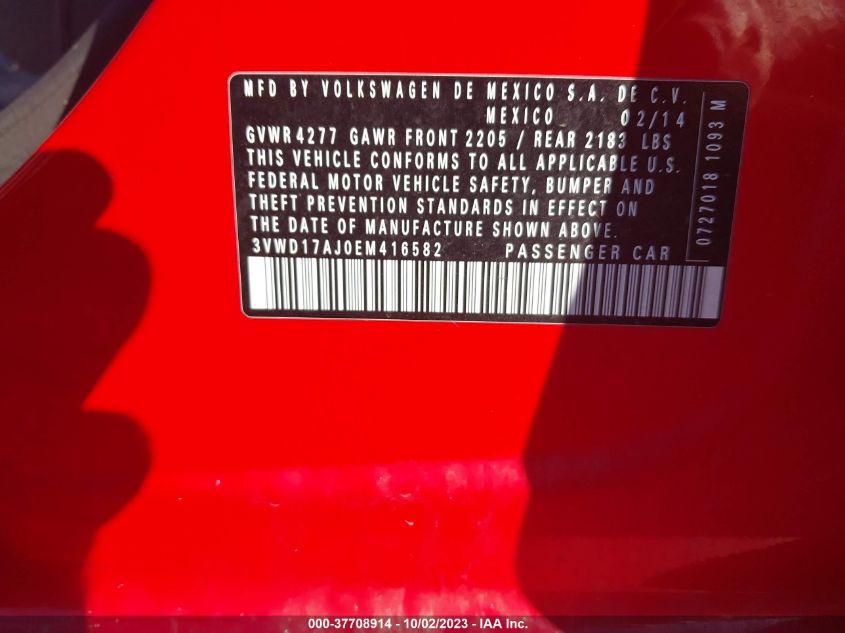 MFD BY VOLKSWAGEN DE MEXICO S.A. DE C.V.
MEXICO 02/14
GVWR 4277 GAWR FRONT 2205 / REAR 2183 LBS
THIS VEHICLE CONFORMS TO ALL APPLICABLE U.S.
FEDERAL MOTOR VEHICLE SAFETY, BUMPER AND
THEFT PREVENTION STANDARDS IN EFFECT ON
THE DATE OF MANUFACTURE SHOWN ABOVE.
3VWD17AJ0EM416582 PASSENGER CAR
0727018 1093 M
000-37708914 - 10/02/2023 - IAA Inc.